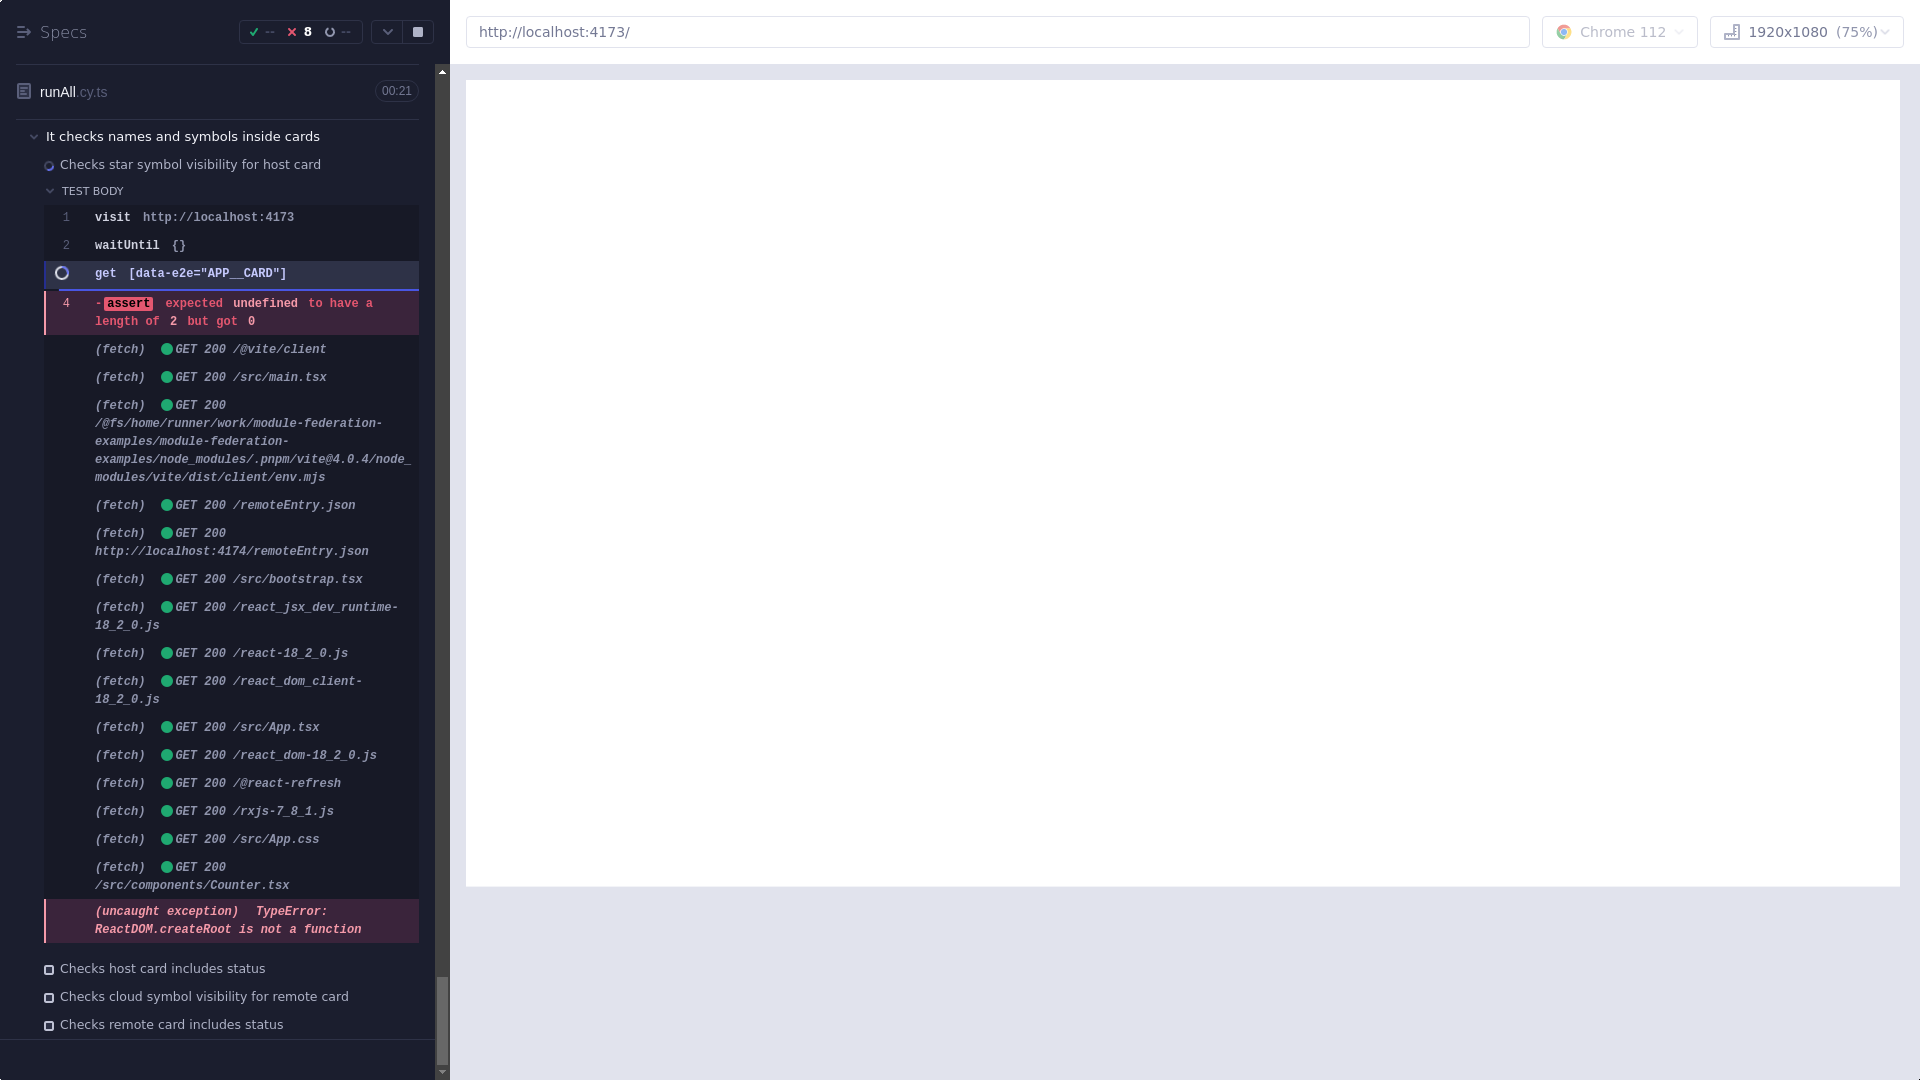 Specs
--
8
--
http://localhost:4173/
Chrome 112
1920x1080 (75%)
runAll.cy.ts
00:21
It checks names and symbols inside cards
Checks star symbol visibility for host card
TEST BODY
1 visit http://localhost:4173
2 waitUntil {}
get [data-e2e="APP__CARD"]
4 -assert expected undefined to have a
length of 2 but got 0
(fetch) GET 200 /@vite/client
(fetch) GET 200 /src/main.tsx
(fetch) GET 200
/@fs/home/runner/work/module-federation-
examples/module-federation-
examples/node_modules/.pnpm/vite@4.0.4/node_
modules/vite/dist/client/env.mjs
(fetch) GET 200 /remoteEntry.json
(fetch) GET 200
http://localhost:4174/remoteEntry.json
(fetch) GET 200 /src/bootstrap.tsx
(fetch) GET 200 /react_jsx_dev_runtime-
18_2_0.js
(fetch) GET 200 /react-18_2_0.js
(fetch) GET 200 /react_dom_client-
18_2_0.js
(fetch) GET 200 /src/App.tsx
(fetch) GET 200 /react_dom-18_2_0.js
(fetch) GET 200 /@react-refresh
(fetch) GET 200 /rxjs-7_8_1.js
(fetch) GET 200 /src/App.css
(fetch) GET 200
/src/components/Counter.tsx
(uncaught exception) TypeError:
ReactDOM.createRoot is not a function
Checks host card includes status
Checks cloud symbol visibility for remote card
Checks remote card includes status